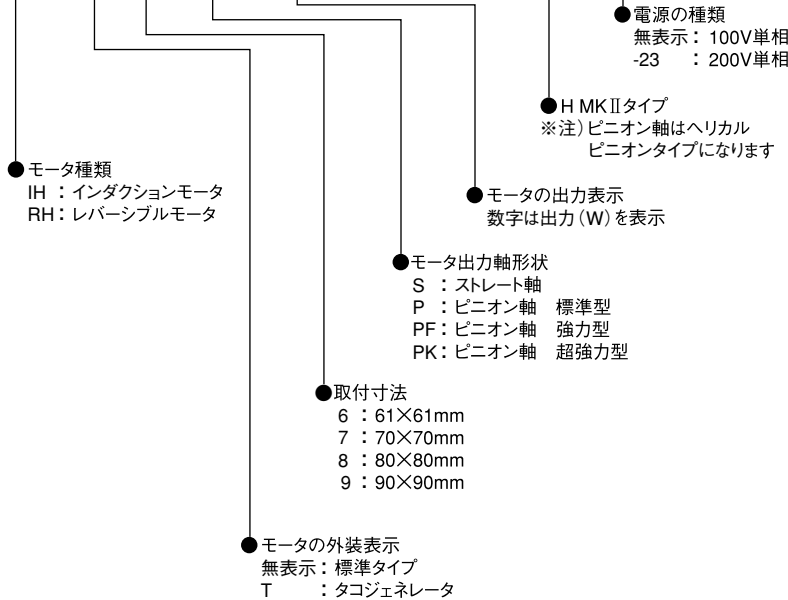 電源の種類
無表示：100V単相
-23　：200V単相
H MKⅡタイプ
※注）ピニオン軸はヘリカル
ピニオンタイプになります
モータ種類
IH ：インダクションモータ
RH：レバーシブルモータ
モータの出力表示
数字は出力（W）を表示
モータ出力軸形状
S ：ストレート軸
P ：ピニオン軸　標準型
PF：ピニオン軸　強力型
PK：ピニオン軸　超強力型
取付寸法
6 ：61×61mm
7 ：70×70mm
8 ：80×80mm
9 ：90×90mm
モータの外装表示
無表示：標準タイプ
T　　：タコジェネレータ